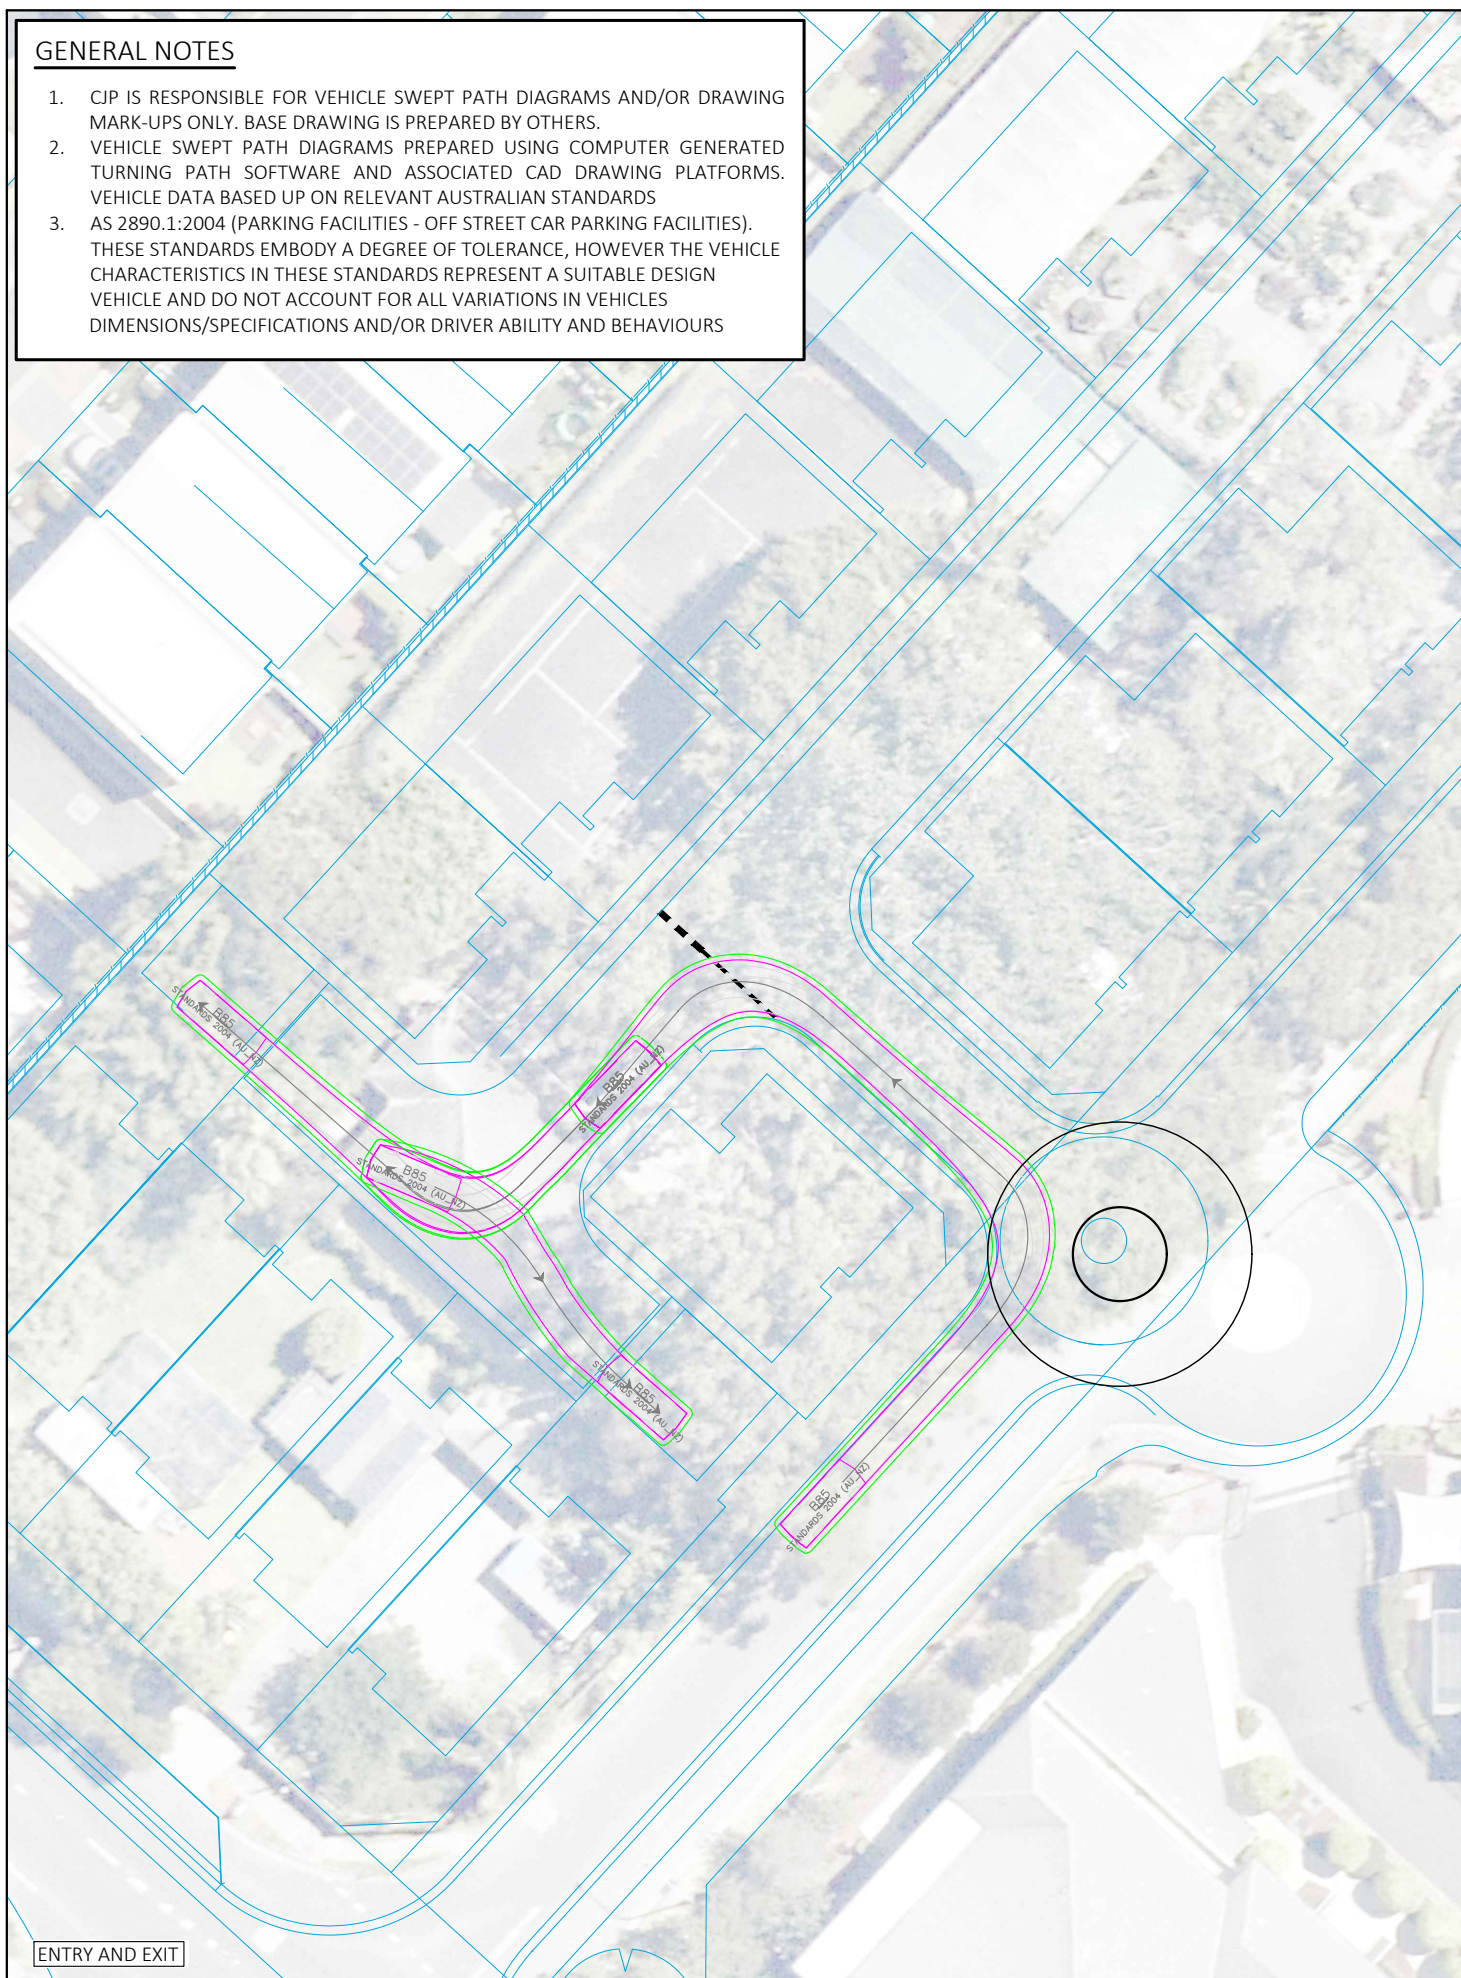 GENERAL NOTES
1. CJP IS RESPONSIBLE FOR VEHICLE SWEPT PATH DIAGRAMS AND/OR DRAWING
MARK-UPS ONLY. BASE DRAWING IS PREPARED BY OTHERS.
2. VEHICLE SWEPT PATH DIAGRAMS PREPARED USING COMPUTER GENERATED
TURNING PATH SOFTWARE AND ASSOCIATED CAD DRAWING PLATFORMS.
VEHICLE DATA BASED UP ON RELEVANT AUSTRALIAN STANDARDS
3. AS 2890.1:2004 (PARKING FACILITIES - OFF STREET CAR PARKING FACILITIES).
THESE STANDARDS EMBODY A DEGREE OF TOLERANCE, HOWEVER THE VEHICLE
CHARACTERISTICS IN THESE STANDARDS REPRESENT A SUITABLE DESIGN
VEHICLE AND DO NOT ACCOUNT FOR ALL VARIATIONS IN VEHICLES
DIMENSIONS/SPECIFICATIONS AND/OR DRIVER ABILITY AND BEHAVIOURS
B85
STANDARDS 2004 (AU_NZ)
B85
STANDARDS 2004 (AU_NZ)
B85
STANDARDS 2004 (AU_NZ)
B85
STANDARDS 2004 (AU_NZ)
B85
STANDARDS 2004 (AU_NZ)
ENTRY AND EXIT